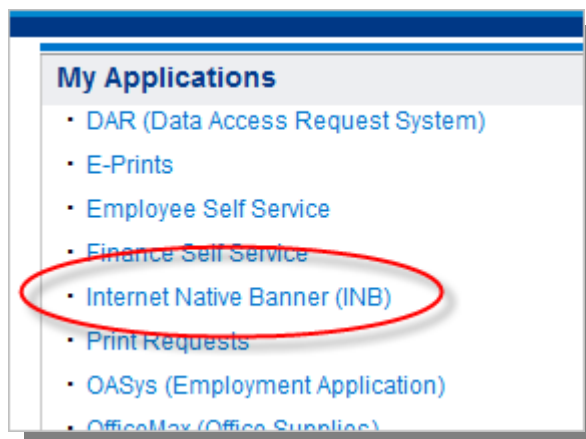 My Applications
• DAR (Data Access Request System)
• E-Prints
• Employee Self Service
• Finance Self Service
• Internet Native Banner (INB)
• Print Requests
• OASys (Employment Application)
• OfficeMax (Office Supplies)